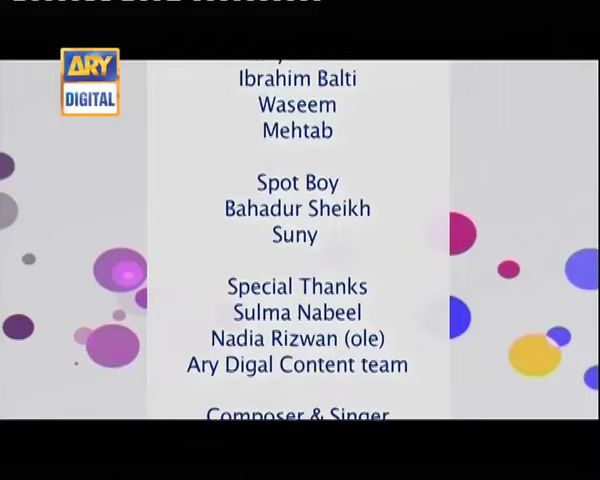 ARY
DIGITAL
Ibrahim Balti
Waseem
Mehtab
Spot Boy
Bahadur Sheikh
Suny
Special Thanks
Sulma Nabeel
Nadia Rizwan (ole)
Ary Digal Content team
Composer & Singer